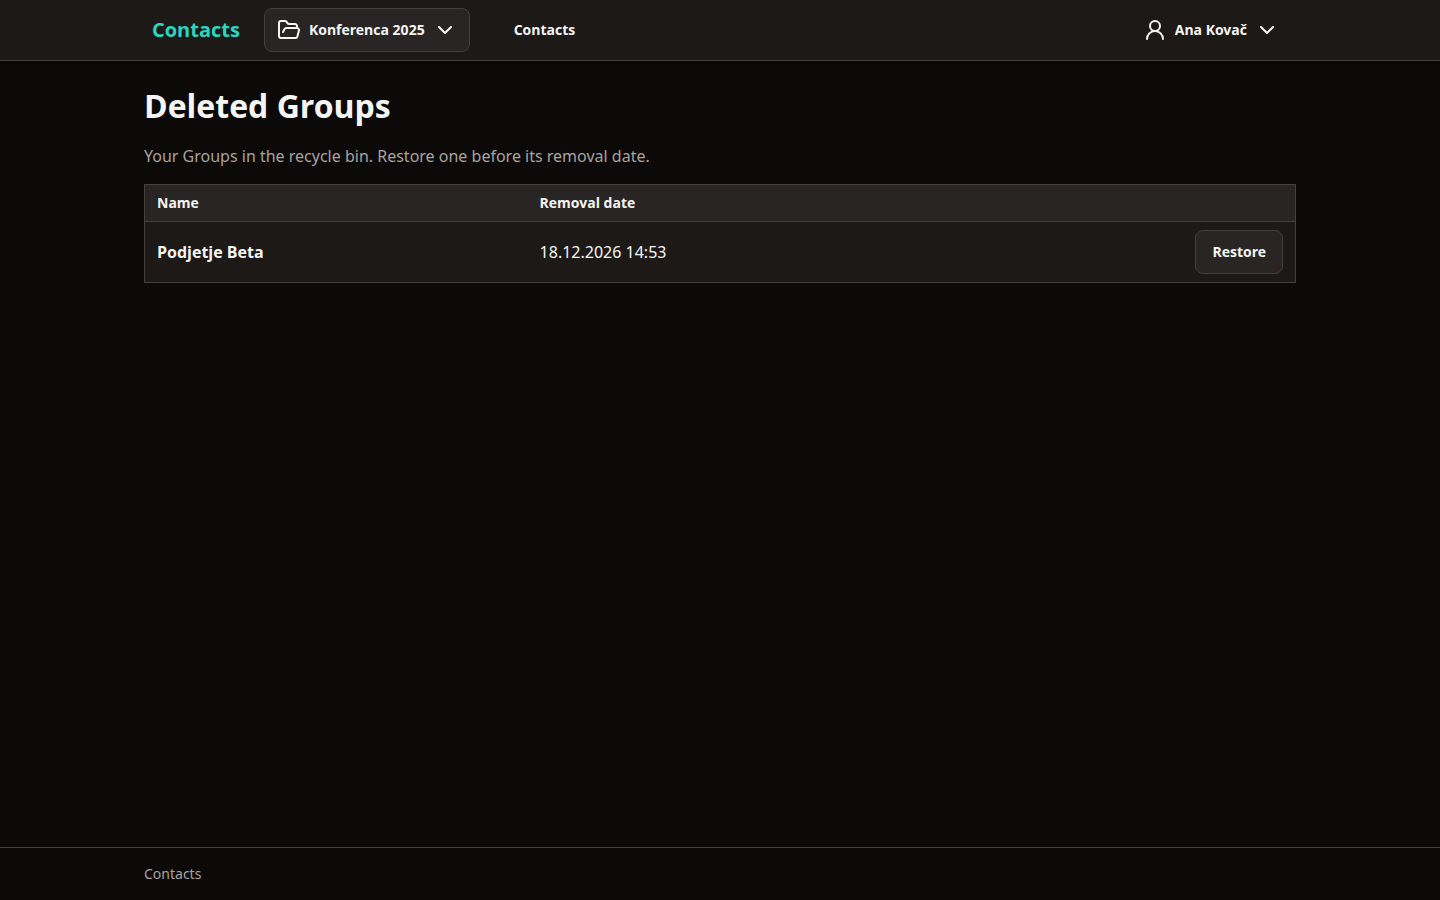 Contacts
Konferenca 2025
Contacts
Ana Kovač
Deleted Groups
Your Groups in the recycle bin. Restore one before its removal date.
Name Removal date
Podjetje Beta 18.12.2026 14:53 Restore
Contacts